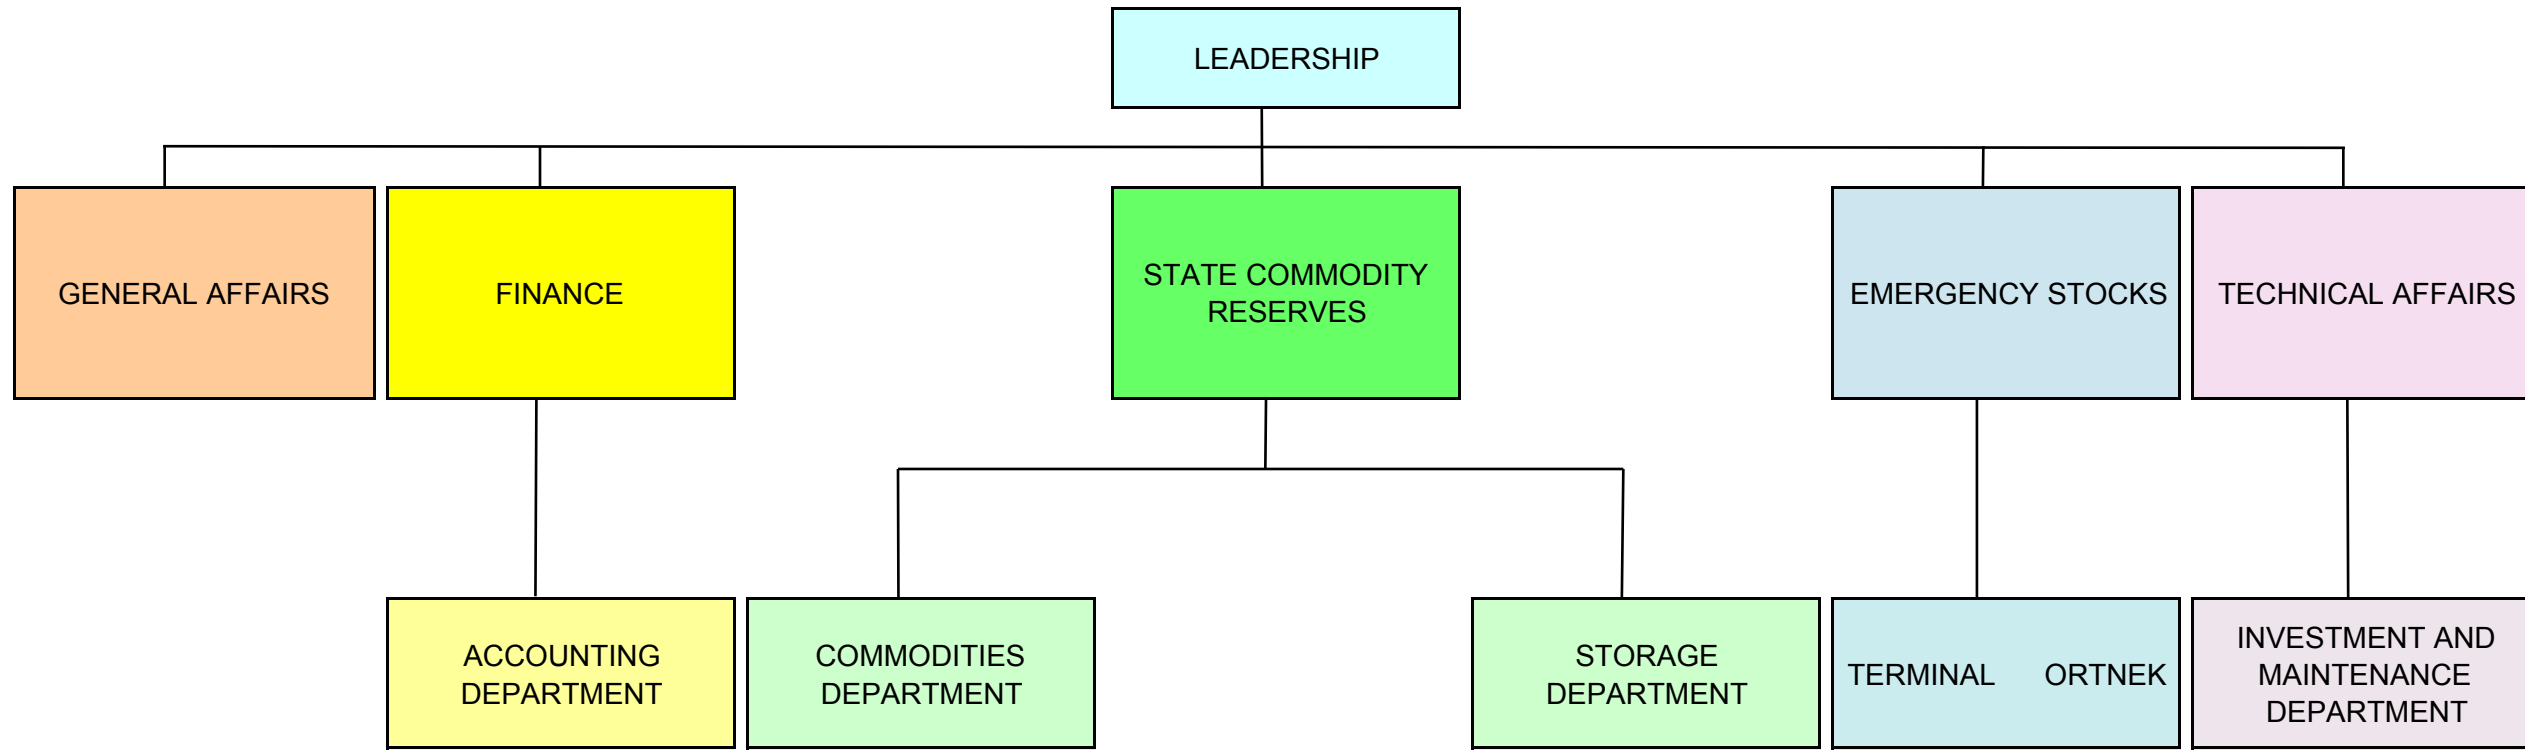 LEADERSHIP
GENERAL AFFAIRS
FINANCE
STATE COMMODITY
RESERVES
EMERGENCY STOCKS
TECHNICAL AFFAIRS
ACCOUNTING
DEPARTMENT
COMMODITIES
DEPARTMENT
STORAGE
DEPARTMENT
TERMINAL ORTNEK
INVESTMENT AND
MAINTENANCE
DEPARTMENT